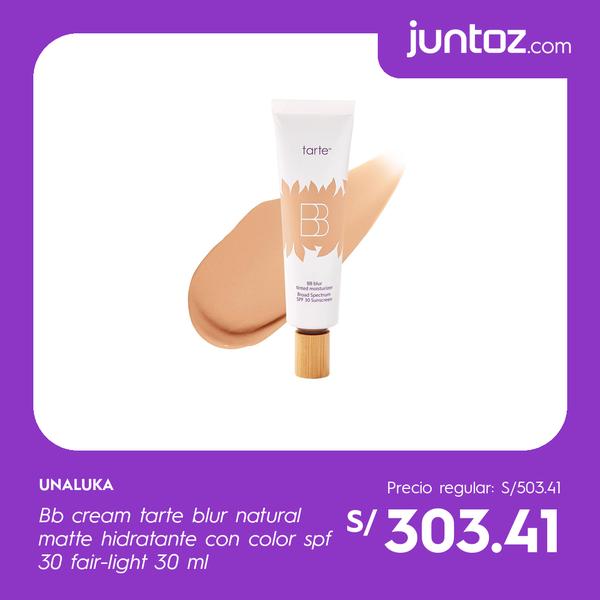 juntoz.com
tarte™
BB
BB blur
tinted moisturizer
Broad Spectrum
SPF 30 Sunscreen
UNALUKA
Bb cream tarte blur natural
matte hidratante con color spf
30 fair-light 30 ml
Precio regular: S/503.41
S/303.41